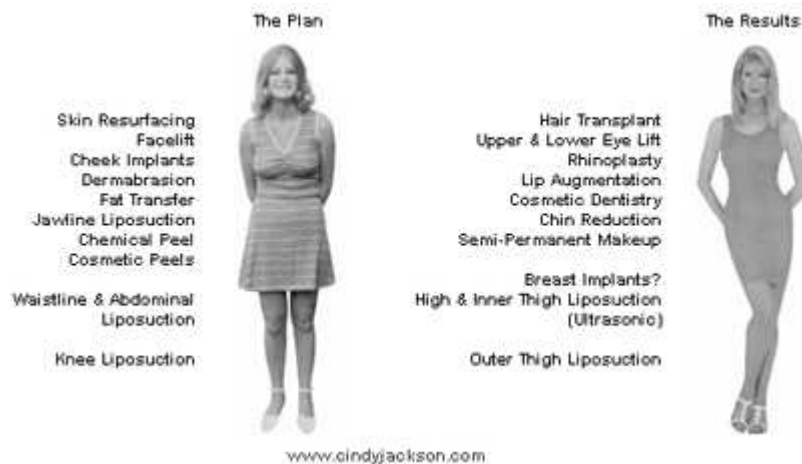 The Plan
Skin Resurfacing
Facelift
Cheek Implants
Dermabrasion
Fat Transfer
Jawline Liposuction
Chemical Peel
Cosmetic Peels
Waistline & Abdominal
Liposuction
Knee Liposuction
The Results
Hair Transplant
Upper & Lower Eye Lift
Rhinoplasty
Lip Augmentation
Cosmetic Dentistry
Chin Reduction
Semi-Permanent Makeup
Breast Implants?
High & Inner Thigh Liposuction
(Ultrasonic)
Outer Thigh Liposuction
www.cindyjackson.com